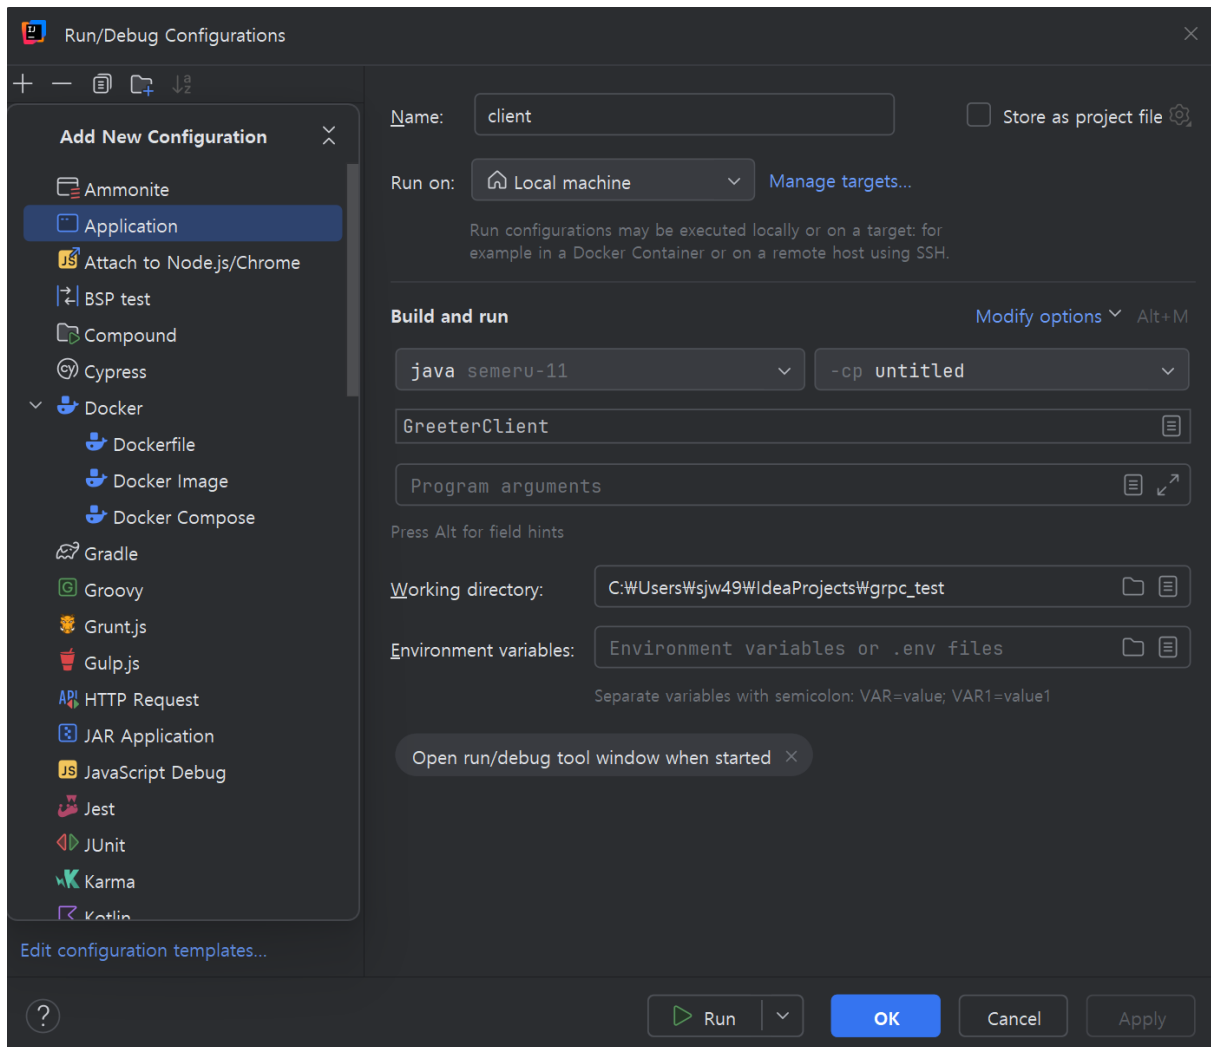 Run/Debug Configurations
Add New Configuration
Ammonite
Application
Attach to Node.js/Chrome
BSP test
Compound
Cypress
Docker
Dockerfile
Docker Image
Docker Compose
Gradle
Groovy
Grunt.js
Gulp.js
HTTP Request
JAR Application
JavaScript Debug
Jest
JUnit
Karma
Kotlin
Edit configuration templates...
Name: client
Store as project file
Run on: Local machine
Manage targets...
Run configurations may be executed locally or on a target: for
example in a Docker Container or on a remote host using SSH.
Build and run
Modify options Alt+M
java semeru-11
-cp untitled
GreeterClient
Program arguments
Press Alt for field hints
Working directory: C:₩Users₩sjw49₩IdeaProjects₩grpc_test
Environment variables: Environment variables or .env files
Separate variables with semicolon: VAR=value; VAR1=value1
Open run/debug tool window when started
?
Run
OK
Cancel
Apply